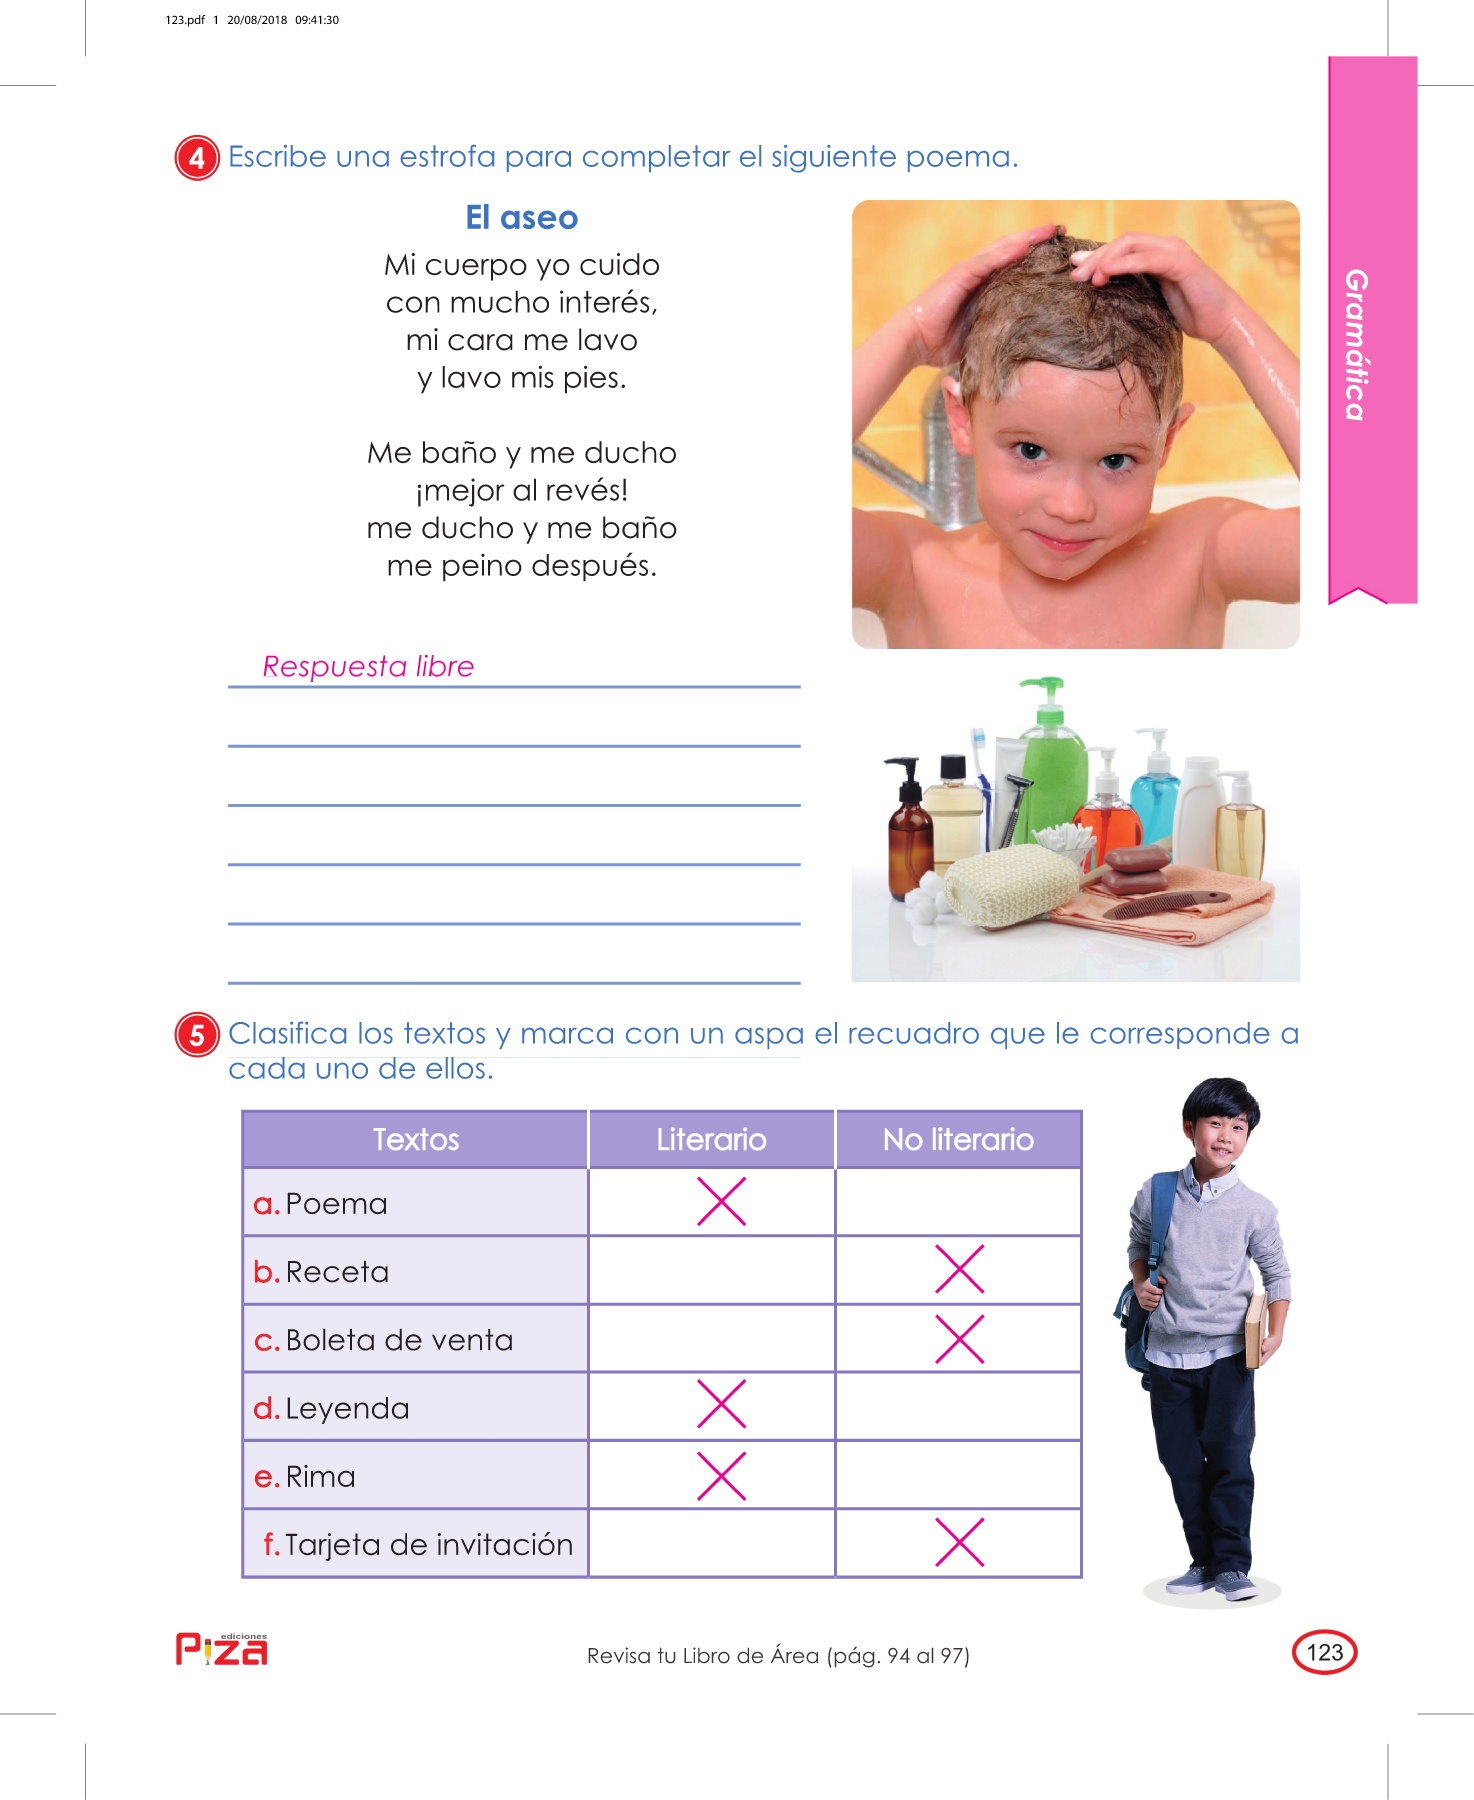 123.pdf 1 20/08/2018 09:41:30
Gramática
4 Escribe una estrofa para completar el siguiente poema.
El aseo
Mi cuerpo yo cuido
con mucho interés,
mi cara me lavo
y lavo mis pies.
Me baño y me ducho
¡mejor al revés!
me ducho y me baño
me peino después.
Respuesta libre
5 Clasifica los textos y marca con un aspa el recuadro que le corresponde a
cada uno de ellos.
Textos Literario No literario
a. Poema
b. Receta
c. Boleta de venta
d. Leyenda
e. Rima
f. Tarjeta de invitación
ediciones
Piza
Revisa tu Libro de Área (pág. 94 al 97)
123